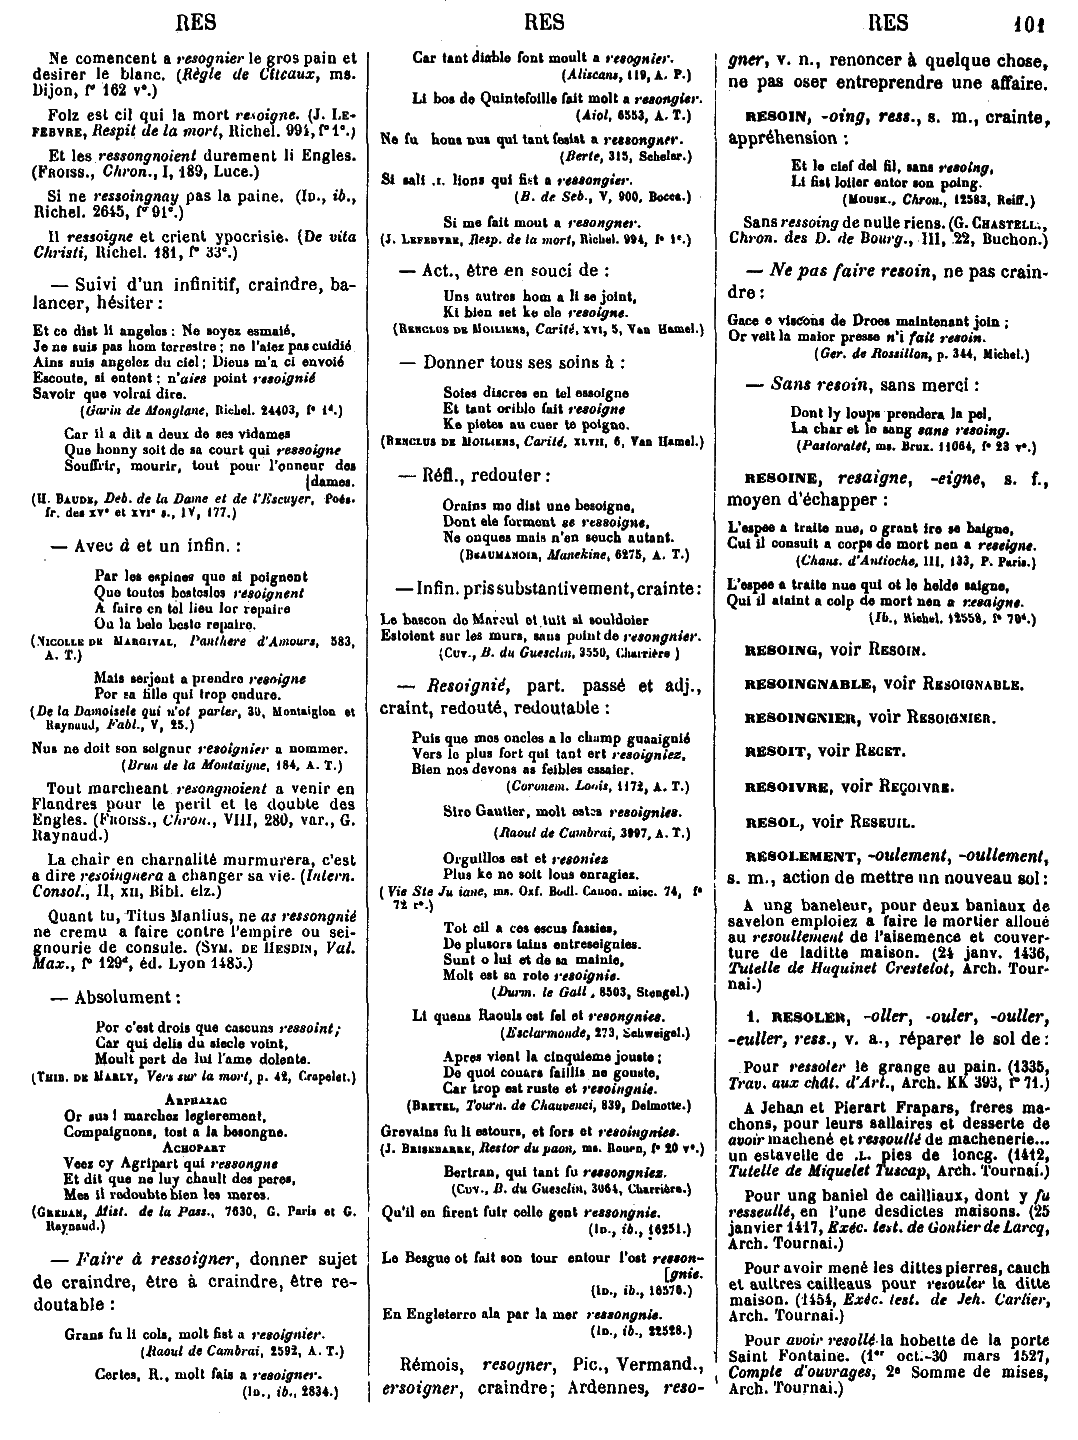 RES
RES
RES
101
Ne comencent a resognier le gros pain et
desirer le blanc. (Règle de Citeaux, ms.
Dijon, f° 162 v°.)
Folz est cil qui la mort resoigne. (J. LE-
FEBVRE, Respit de la mort, Richel. 994, f° 1°.)
Et les ressongnoient durement li Engles.
(FROISS., Chron., I, 189, Luce.)
Si ne ressoingnay pas la paine. (ID., ib.,
Richel. 2645, f° 91°.)
Il ressoigne et crient ypocrisie. (De vita
Christi, Richel. 181, f° 33°.)
— Suivi d'un infinitif, craindre, ba-
lancer, hésiter :
Et ce dist li angelos : Ne soyez esmaié,
Je ne suis pas hom terrestre ; ne l'aiez pas cuidié
Ains suis angelez du ciel ; Dieus m'a ci envoié
Escoute, si entent ; n'aies point resoignié
Savoir que volrai dire.
(Garin de Monglane, Richel. 24403, f° 1ᵈ.)
Car il a dit a deux de ses vidames
Que honny soit de sa court qui ressoigne
Souffrir, mourir, tout pour l'onneur des
[dames.
(H. BAUDE, Deb. de la Dame et de l'Escuyer, Poés.
fr. des XVᵉ et XVIᵉ s., IV, 177.)
— Avec à et un infin. :
Par les espines que si poignent
Que toutes bestesles resoignent
A faire en tel lieu lor repaire
Ou la bele beste repaire.
(NICOLLE DE MARGIVAL, Panthere d'Amours, 583,
A. T.)
Mais serjent a prendre resoigne
Por sa fille qui trop endure.
(De la Damoisele qui n'ot parler, 30, Montaiglon et
Raynaud, Fabl., V, 25.)
Nus ne doit son seignur resoignier a nommer.
(Brun de la Montaigne, 184, A. T.)
Tout marcheant resongnoient a venir en
Flandres pour le peril et le doubte des
Engles. (FROISS., Chron., VIII, 280, var., G.
Raynaud.)
La chair en charnalité murmurera, c'est
a dire resoingnera a changer sa vie. (Intern.
Consol., II, XII, Bibl. elz.)
Quant tu, Titus Manlius, ne as ressongnié
ne cremu a faire contre l'empire ou sei-
gnourie de consule. (SYM. DE HESDIN, Val.
Max., f° 129ᵈ, éd. Lyon 1485.)
— Absolument :
Por c'est drois que cascuns ressoint;
Car qui delis du siecle voint,
Moult pert de lui l'ame dolente.
(THIB. DE MARLY, Vers sur la mort, p. 42, Crapelet.)
ARPHAZAC
Or sus ! marchez legierement,
Compaignons, tost a la besongne.
ACHOPART
Veez cy Agripart qui ressongne
Et dit que ne luy chault des peres,
Mes il redoubte bien les meres.
(GREBAN, Mist. de la Pass., 7630, G. Paris et G.
Raynaud.)
— Faire à ressoigner, donner sujet
de craindre, être à craindre, être re-
doutable :
Grans fu li cols, molt fist a resoignier.
(Raoul de Cambrai, 2592, A. T.)
Certes, R., molt fais a resoigner.
(ID., ib., 2834.)
Car tant diable font moult a resognier.
(Aliscans, 119, A. P.)
Li bos de Quintefoille fait molt a resongier.
(Aiol, 6553, A. T.)
Ne fu hons nus qui tant fesist a ressongner.
(Berte, 315, Scheler.)
Si sali .I. lions qui fist a ressongier.
(B. de Seb., V, 900, Bocca.)
Si me fait mout a resongner.
(J. LEFEBVRE, Resp. de la mort, Richel. 994, f° 1°.)
— Act., être en souci de :
Uns autres hom a li se joint,
Ki bien set ke ele resoigne.
(RENCLUS DE MOILIENS, Carité, XVI, 5, Van Hamel.)
— Donner tous ses soins à :
Soies discres en tel essoigne
Et tant orible fait resoigne
Ke pietes au cuer te poigne.
(RENCLUS DE MOILIENS, Carité, XLVII, 6, Van Hamel.)
— Réfl., redouter :
Orains me dist une besoigne,
Dont ele forment se ressoigne,
Ne onques mais n'en seuch autant.
(BEAUMANOIR, Manekine, 6275, A. T.)
— Infin. pris substantivement, crainte :
Le bascon de Mareul et tuit si souldoier
Estoient sur les murs, sans point de resongnier.
(CUV., B. du Guesclin, 3550, Charrière )
— Resoignié, part. passé et adj.,
craint, redouté, redoutable :
Puis que mos oncles a le champ guaaignié
Vers le plus fort qui tant ert resoigniez,
Bien nos devons as feibles essaier.
(Coronem. Louis, 1172, A. T.)
Sire Gautier, molt estes resoignies.
(Raoul de Cambrai, 3997, A. T.)
Orguillos est et resoniez
Plus ke ne soit lous enragies.
(Vie Ste Juliane, ms. Oxf. Bodl. Canon. misc. 74, f°
72 r°.)
Tot cil a ces escus fassies,
De plusors tains entreseignies.
Sunt o lui et de sa mainie,
Molt est sa rote resoignie.
(Durm. le Gall., 8503, Stengel.)
Li quens Raouls est fel et resongnies.
(Esclarmonde, 273, Schweigel.)
Apres vient la cinquieme jouste ;
De quoi couars faillis ne gouste,
Car trop est ruste et resoingnie.
(BRETEL, Tourn. de Chauvenci, 839, Delmotte.)
Grevains fu li estours, et fors et resoingnies.
(J. BRISEBARRE, Restor du paon, ms. Rouen, f° 20 v°.)
Bertran, qui tant fu ressongniez.
(CUV., B. du Guesclin, 3064, Charrière.)
Qu'il en firent fuir celle gent ressongnie.
(ID., ib., 16251.)
Le Besgue ot fait son tour entour l'ost resson-
[gnie.
(ID., ib., 18576.)
En Engleterre ala par la mer ressongnie.
(ID., ib., 22528.)
Rémois, resogner, Pic., Vermand.,
ersoigner, craindre; Ardennes, reso-
gner, v. n., renoncer à quelque chose,
ne pas oser entreprendre une affaire.
RESOIN, -oing, ress., s. m., crainte,
appréhension :
Et le clef del fil, sans resoing,
Li fist loiier entor son poing.
(MOUSK., Chron., 12583, Reiff.)
Sans ressoing de nulle riens. (G. CHASTELL.,
Chron. des D. de Bourg., III, 22, Buchon.)
— Ne pas faire resoin, ne pas crain-
dre :
Gace e viscons de Droes maintenant join ;
Or veit la maior presse n'i fait resoin.
(Ger. de Rossillon, p. 344, Michel.)
— Sans resoin, sans merci :
Dont ly loups prendera la pel,
La char et le sang sans resoing.
(Pastoralet, ms. Brux. 11064, f° 23 v°.)
RESOINE, resaigne, -eigne, s. f.,
moyen d'échapper :
L'espee a traite nue, o grant ire se baigne,
Cui il consuit a corps de mort nen a reseigne.
(Chans. d'Antioche, III, 133, P. Paris.)
L'espee a traite nue qui ot le helde saigne,
Qui il ataint a colp de mort nen a resaigne.
(Ib., Richel. 12558, f° 70ᵈ.)
RESOING, voir RESOIN.
RESOINGNABLE, voir RESOIGNABLE.
RESOINGNIER, voir RESOIGNIER.
RESOIT, voir RECET.
RESOIVRE, voir REÇOIVRE.
RESOL, voir RESEUIL.
RESOLEMENT, -oulement, -oullement,
s. m., action de mettre un nouveau sol :
A ung baneleur, pour deux baniaux de
savelon emploiez a faire le mortier alloué
au resoullement de l'aisemence et couver-
ture de laditte maison. (24 janv. 1436,
Tutelle de Haquinet Crestelot, Arch. Tour-
nai.)
1. RESOLER, -oller, -ouler, -ouller,
-euller, ress., v. a., réparer le sol de :
Pour ressoler le grange au pain. (1335,
Trav. aux chât. d'Art., Arch. KK 393, f° 71.)
A Jehan et Pierart Frapars, freres ma-
chons, pour leurs sallaires et desserte de
avoir machené et ressoullé de machenerie...
un estavelle de .L. pies de loncg. (1412,
Tutelle de Miquelet Tuscap, Arch. Tournai.)
Pour ung baniel de cailliaux, dont y fu
resseullé, en l'une desdictes maisons. (25
janvier 1417, Exéc. test. de Gontier de Larcq,
Arch. Tournai.)
Pour avoir mené les dittes pierres, cauch
et aultres cailleaus pour resouler la ditte
maison. (1454, Exéc. test. de Jeh. Carlier,
Arch. Tournai.)
Pour avoir resollé la hobette de la porte
Saint Fontaine. (1ᵉʳ oct.-30 mars 1527,
Compte d'ouvrages, 2ᵉ Somme de mises,
Arch. Tournai.)